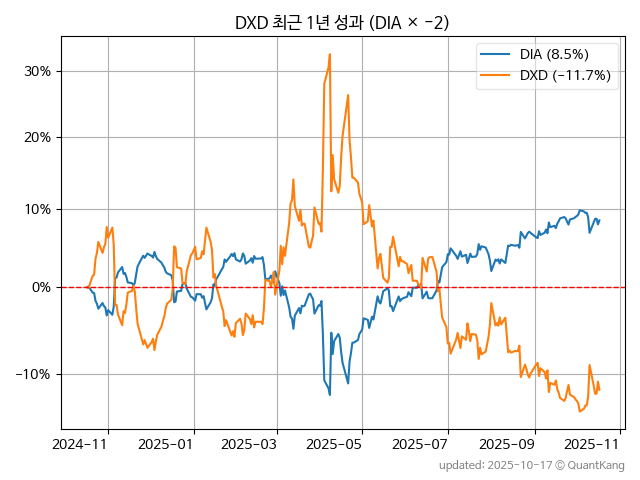 DXD 최근 1년 성과 (DIA × −2)
DIA (8.5%)
DXD (−11.7%)
30%
20%
10%
0%
−10%
2024-11 2025-01 2025-03 2025-05 2025-07 2025-09 2025-11
updated: 2025-10-17 © QuantKang